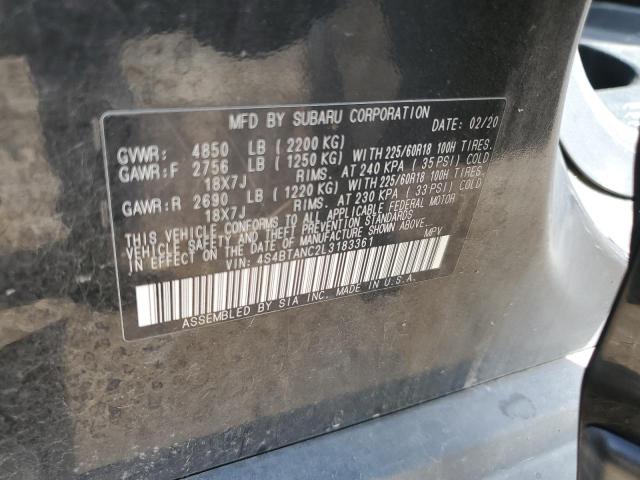 MFD BY SUBARU CORPORATION DATE: 02/20
GVWR: 4850 LB (2200 KG)
GAWR:F 2756 LB (1250 KG) WITH 225/60R18 100H TIRES.
18X7J RIMS. AT 240 KPA (35 PSI) COLD
GAWR:R 2690 LB (1220 KG) WITH 225/60R18 100H TIRES.
18X7J RIMS. AT 230 KPA (33 PSI) COLD
THIS VEHICLE CONFORMS TO ALL APPLICABLE FEDERAL MOTOR
VEHICLE SAFETY AND THEFT PREVENTION STANDARDS
IN EFFECT ON THE DATE OF MANUFACTURE SHOWN ABOVE.
VIN: 4S4BTANC2L3183361 MPV
ASSEMBLED BY SIA INC. MADE IN U.S.A.